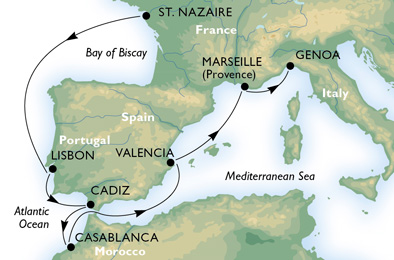 ST. NAZAIRE
France
Bay of Biscay
GENOA
MARSEILLE
(Provence)
Italy
Spain
Portugal
LISBON
VALENCIA
Mediterranean Sea
CADIZ
Atlantic
Ocean
CASABLANCA
Morocco